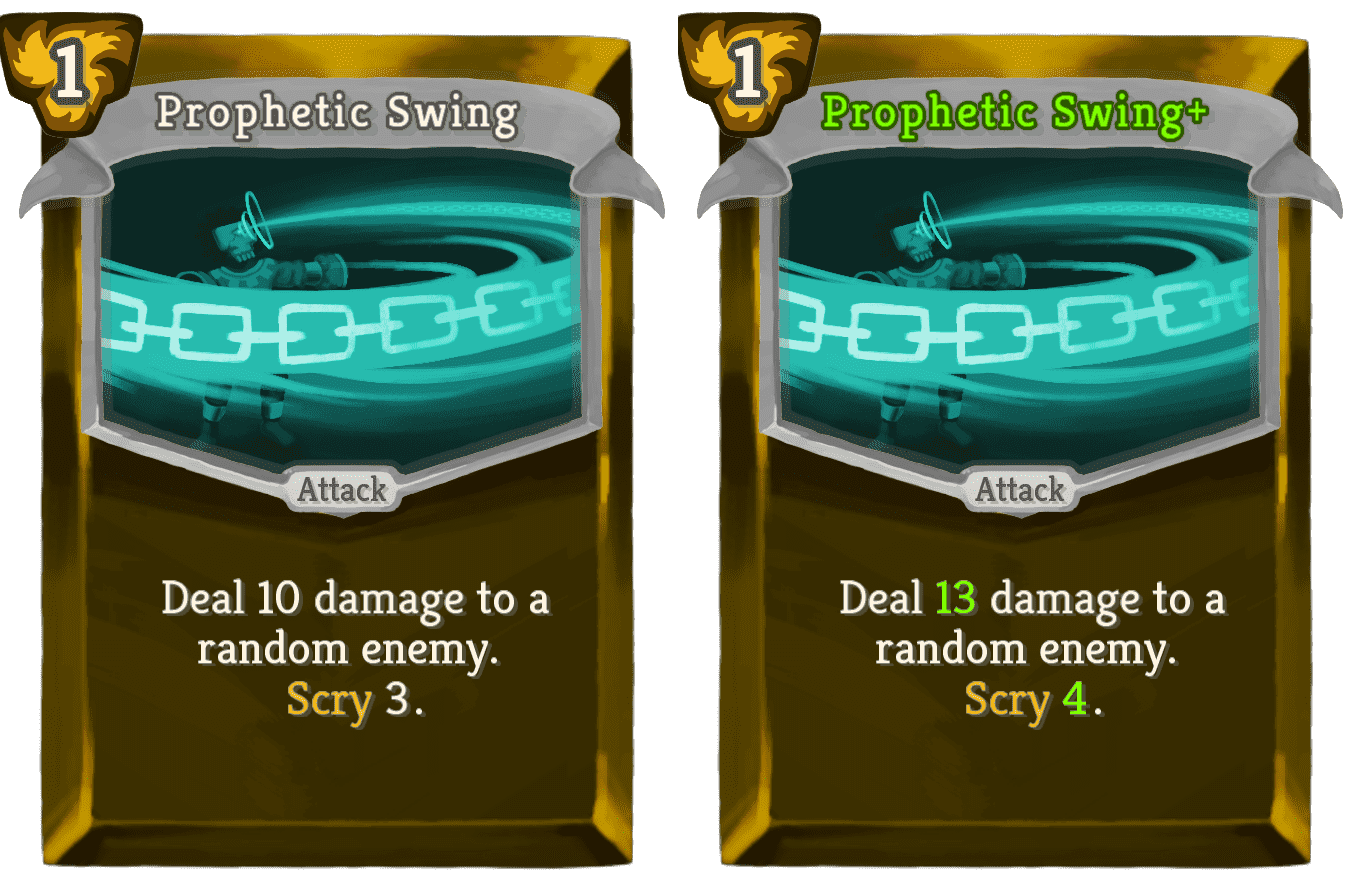 1
Prophetic Swing
Attack
Deal 10 damage to a
random enemy.
Scry 3.
1
Prophetic Swing+
Attack
Deal 13 damage to a
random enemy.
Scry 4.